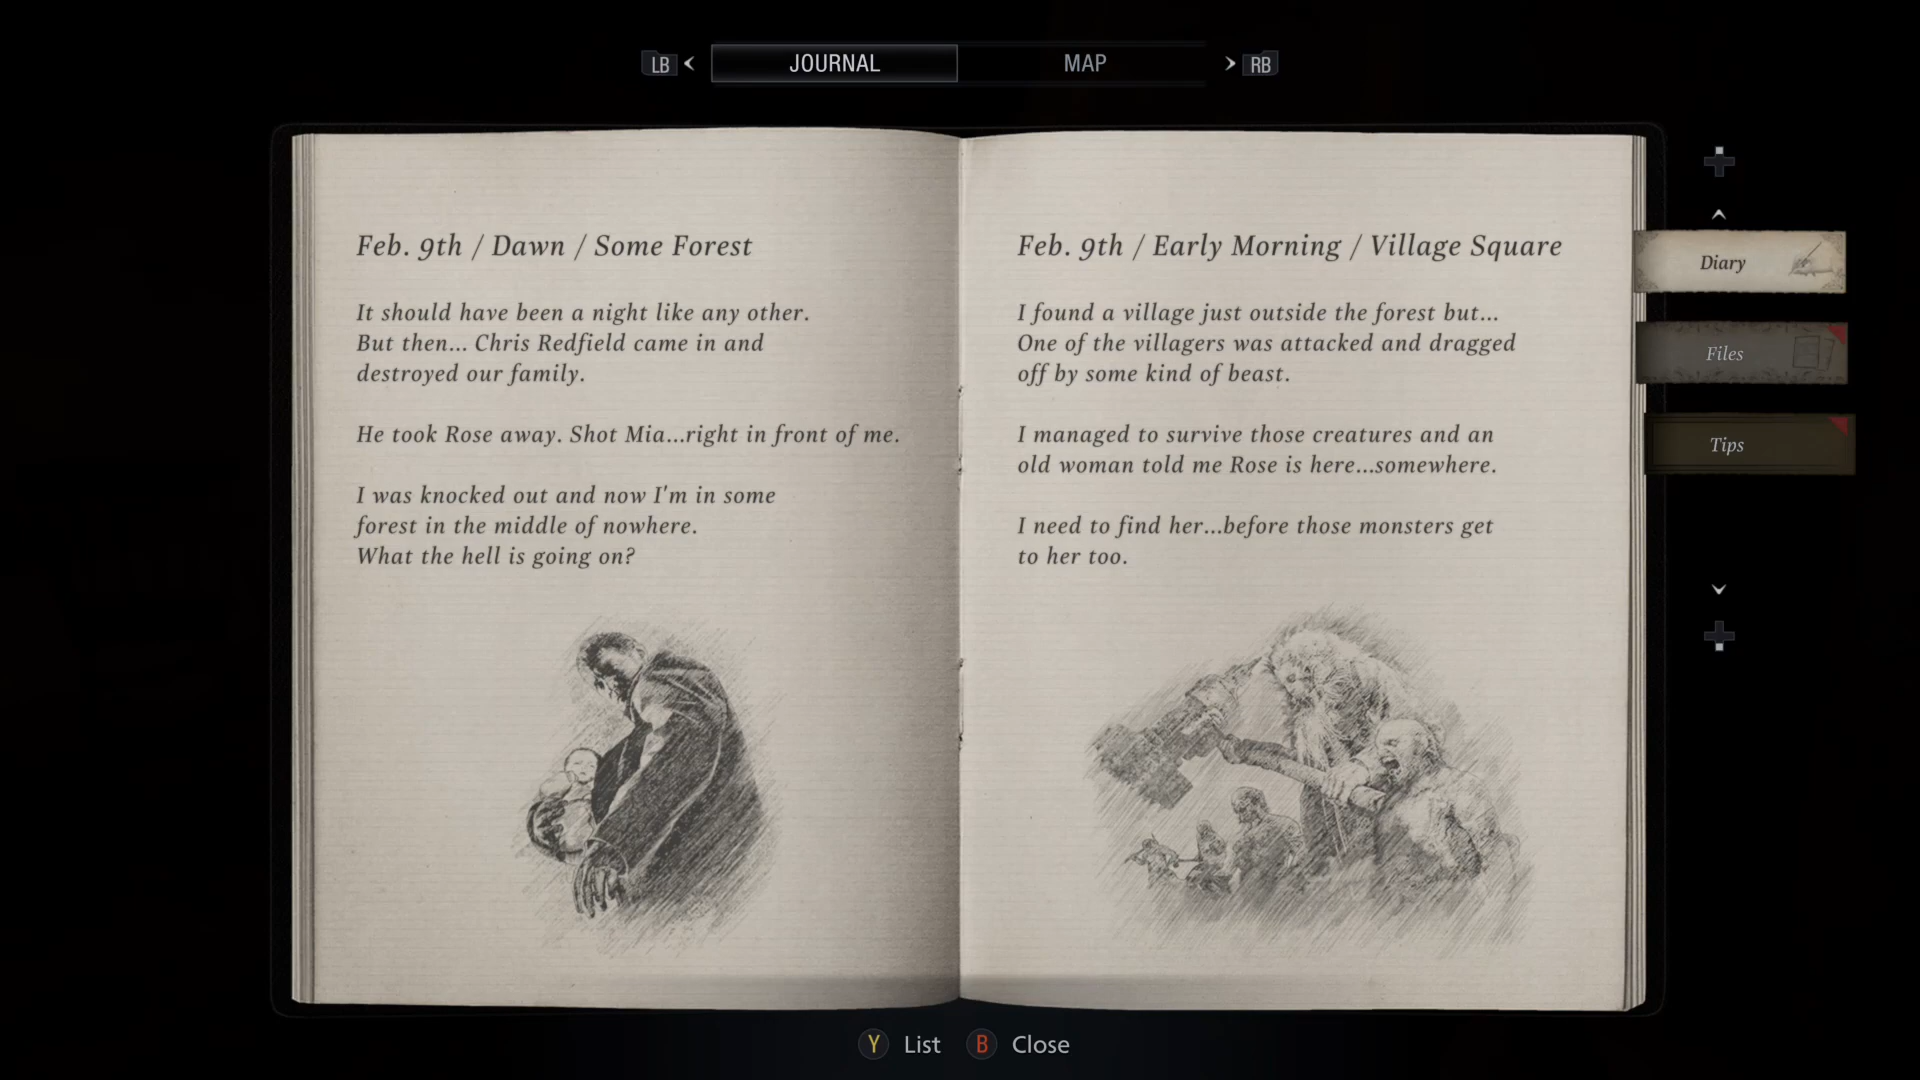 LB
JOURNAL
MAP
RB
Feb. 9th / Dawn / Some Forest
It should have been a night like any other.
But then... Chris Redfield came in and
destroyed our family.
He took Rose away. Shot Mia...right in front of me.
I was knocked out and now I'm in some
forest in the middle of nowhere.
What the hell is going on?
Feb. 9th / Early Morning / Village Square
I found a village just outside the forest but...
One of the villagers was attacked and dragged
off by some kind of beast.
I managed to survive those creatures and an
old woman told me Rose is here...somewhere.
I need to find her...before those monsters get
to her too.
Diary
Files
Tips
Y List B Close